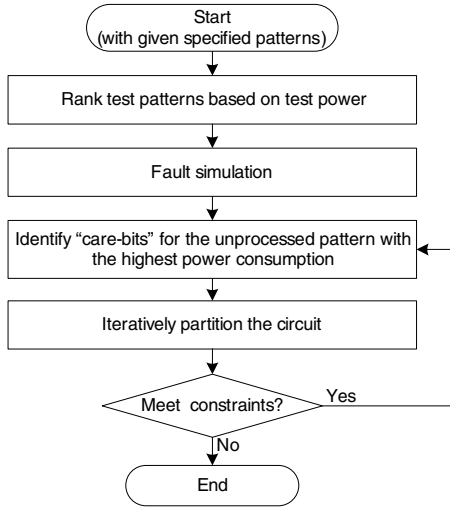 Start
(with given specified patterns)
Rank test patterns based on test power
Fault simulation
Identify “care-bits” for the unprocessed pattern with
the highest power consumption
Iteratively partition the circuit
Meet constraints?
Yes
No
End